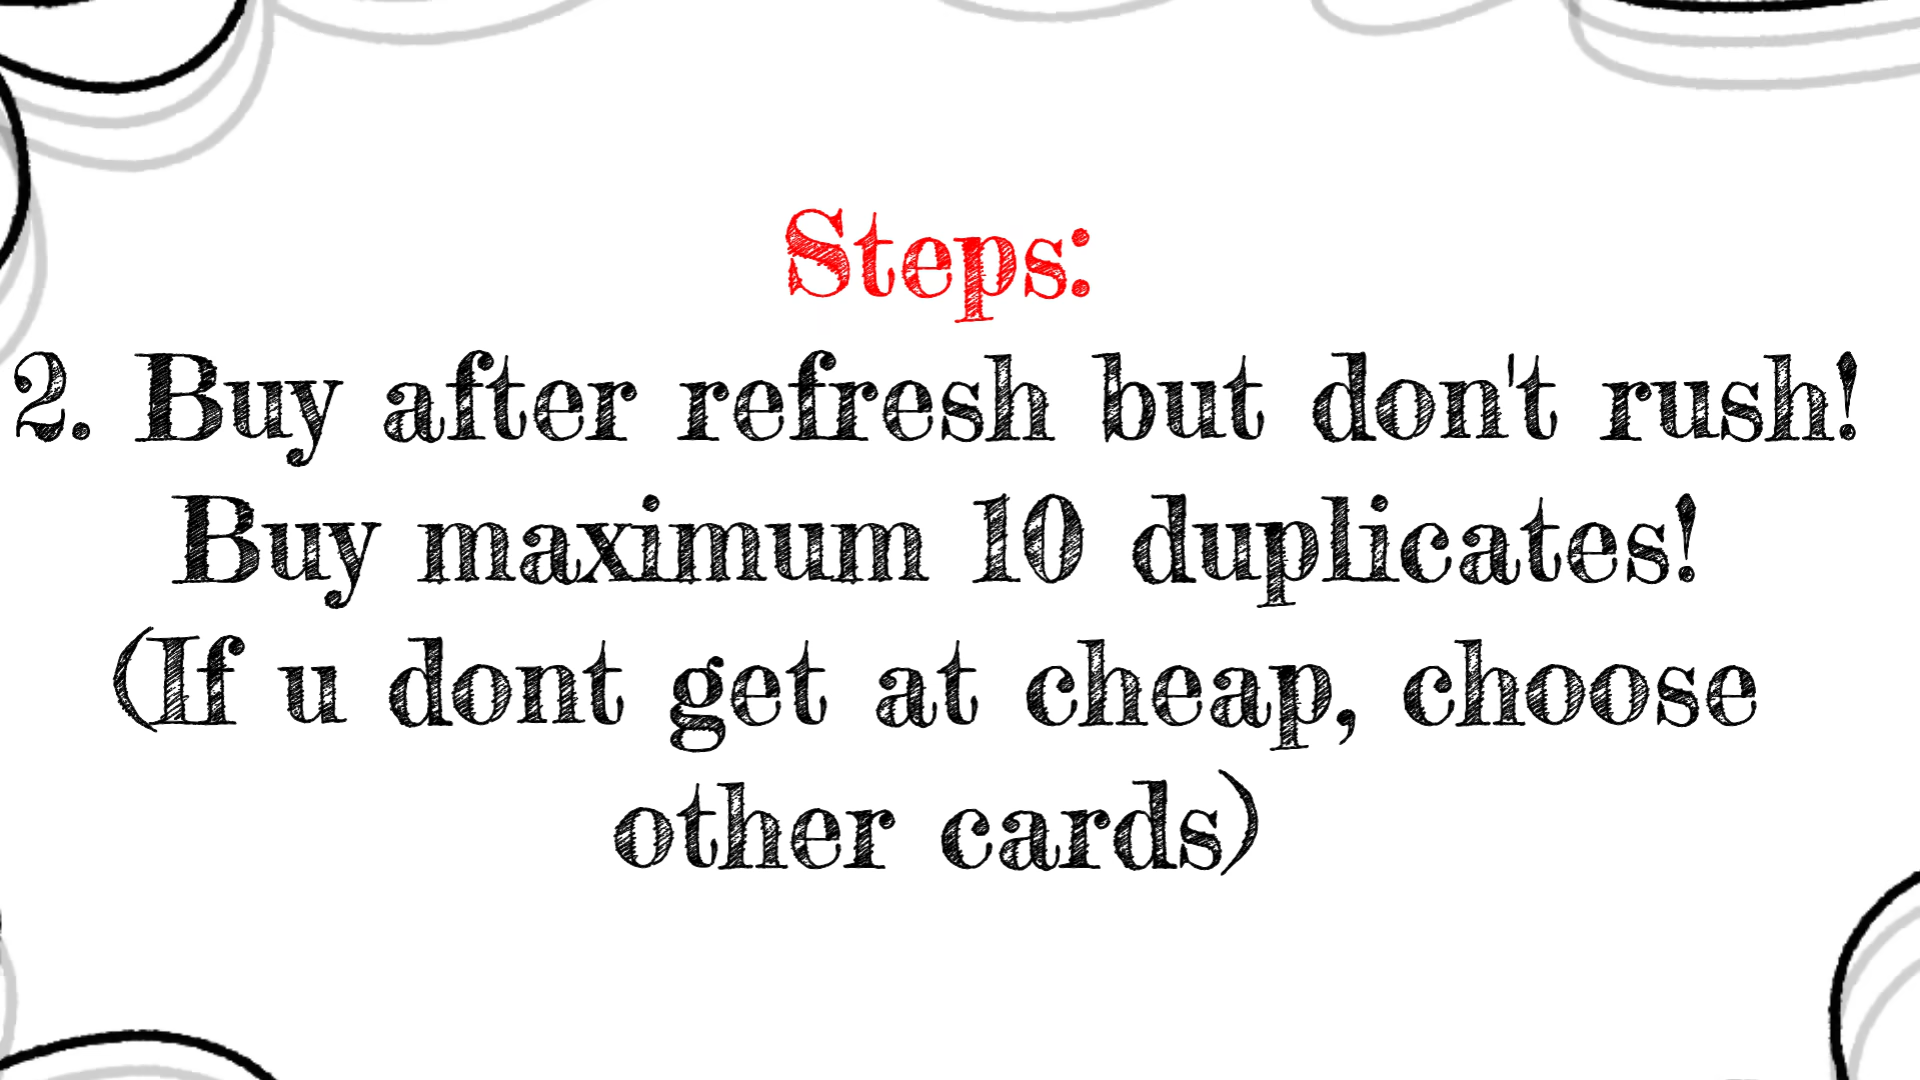 Steps:
2. Buy after refresh but don't rush!
Buy maximum 10 duplicates!
(If u dont get at cheap, choose
other cards)